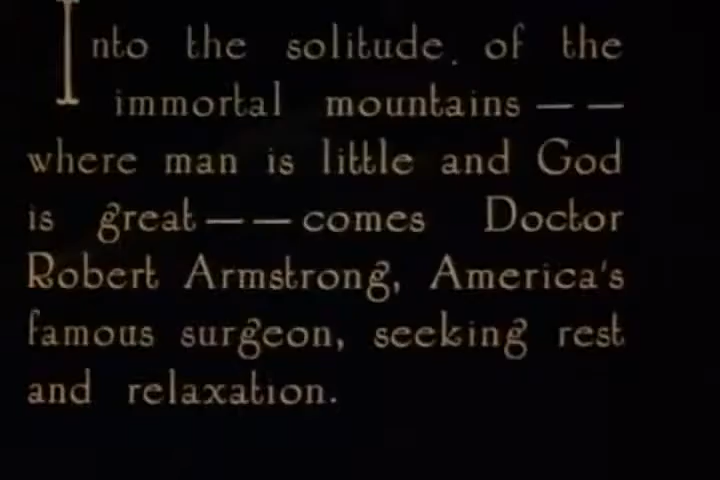 Into the solitude. of the
immortal mountains — —
where man is little and God
is great — — comes Doctor
Robert Armstrong, America's
famous surgeon, seeking rest
and relaxation.